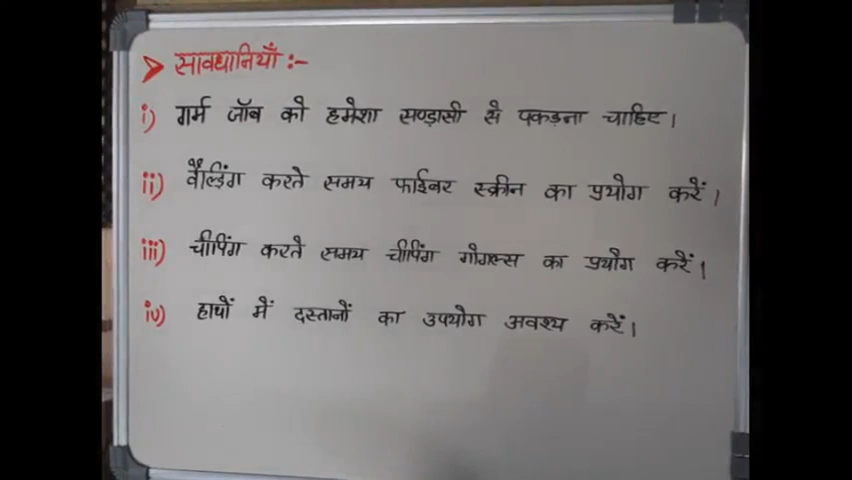 ➤ सावधानियाँ :-
i) गर्म जॉब को हमेशा सण्ड़ासी से पकड़ना चाहिए।
ii) वैल्डिंग करते समय फाईबर स्क्रीन का प्रयोग करें।
iii) चीपिंग करते समय चीपिंग गोगल्स का प्रयोग करें।
iv) हाथों में दस्तानों का उपयोग अवश्य करें।